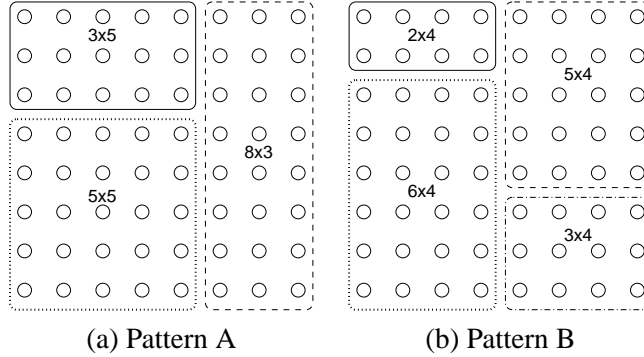 3x5
5x5
8x3
2x4
5x4
6x4
3x4
(a) Pattern A
(b) Pattern B